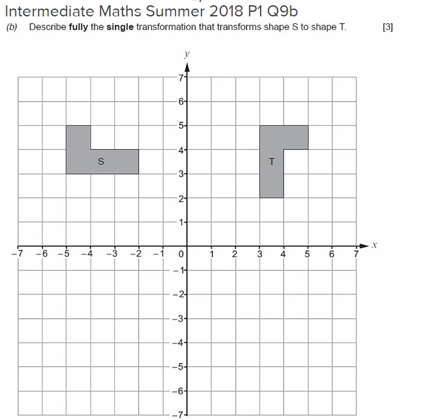 Intermediate Maths Summer 2018 P1 Q9b
(b) Describe fully the single transformation that transforms shape S to shape T. [3]
y
7
6
5
4
3
2
1
S
T
-7 -6 -5 -4 -3 -2 -1 0 1 2 3 4 5 6 7 x
-1
-2
-3
-4
-5
-6
-7